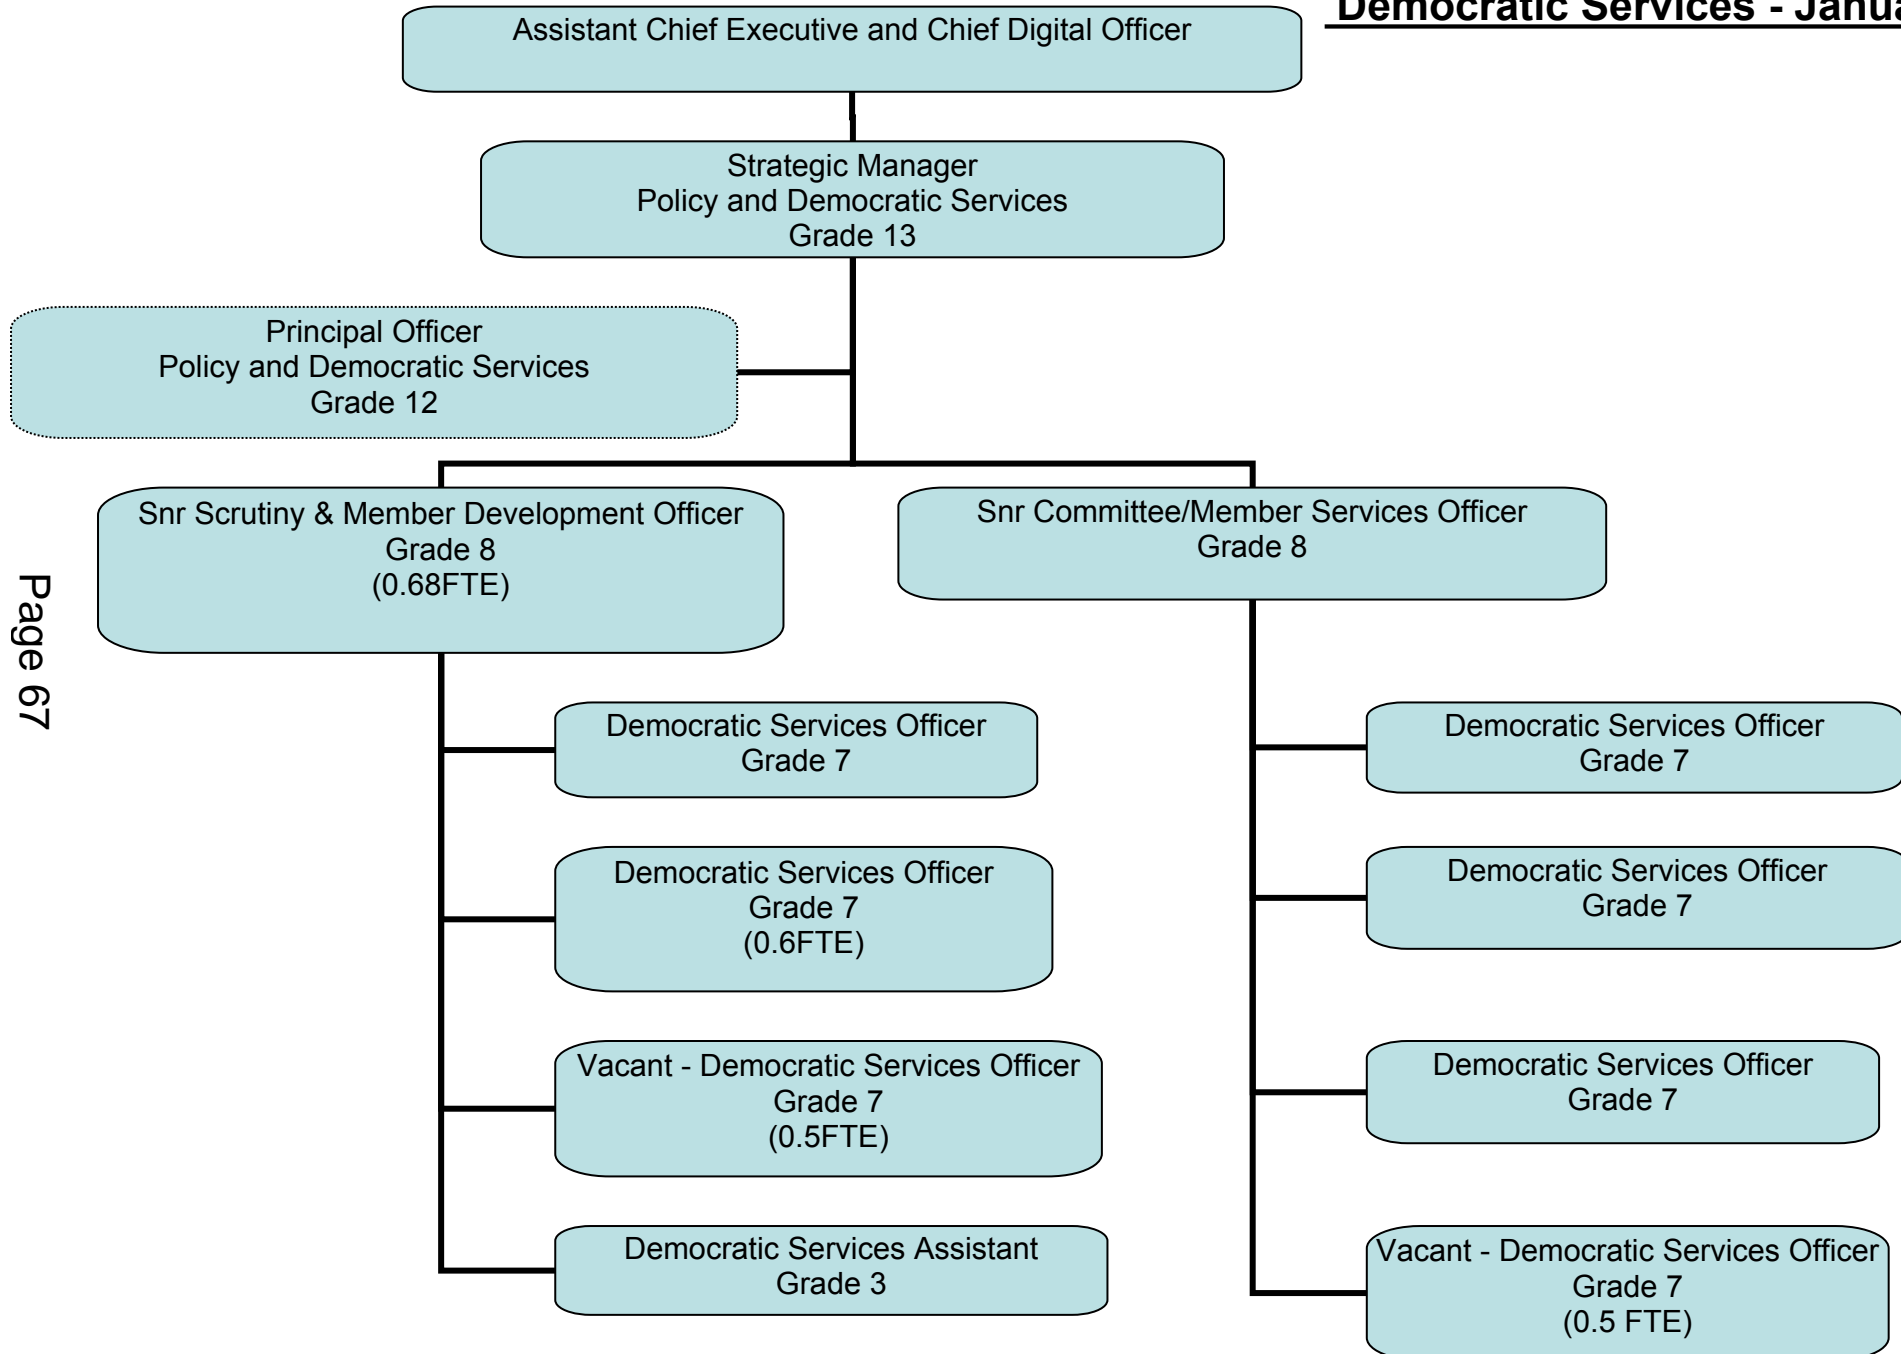 Democratic Services - Janua
Assistant Chief Executive and Chief Digital Officer
Strategic Manager
Policy and Democratic Services
Grade 13
Principal Officer
Policy and Democratic Services
Grade 12
Snr Scrutiny & Member Development Officer
Grade 8
(0.68FTE)
Snr Committee/Member Services Officer
Grade 8
Democratic Services Officer
Grade 7
Democratic Services Officer
Grade 7
(0.6FTE)
Vacant - Democratic Services Officer
Grade 7
(0.5FTE)
Democratic Services Assistant
Grade 3
Democratic Services Officer
Grade 7
Democratic Services Officer
Grade 7
Democratic Services Officer
Grade 7
Vacant - Democratic Services Officer
Grade 7
(0.5 FTE)
Page 67